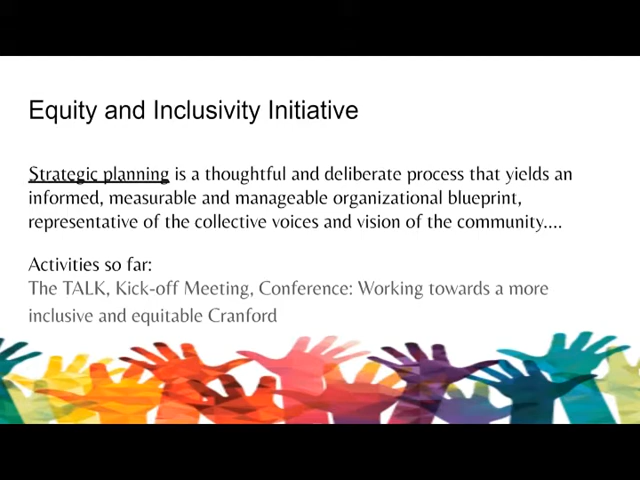 Equity and Inclusivity Initiative
Strategic planning is a thoughtful and deliberate process that yields an
informed, measurable and manageable organizational blueprint,
representative of the collective voices and vision of the community....
Activities so far:
The TALK, Kick-off Meeting, Conference: Working towards a more
inclusive and equitable Cranford